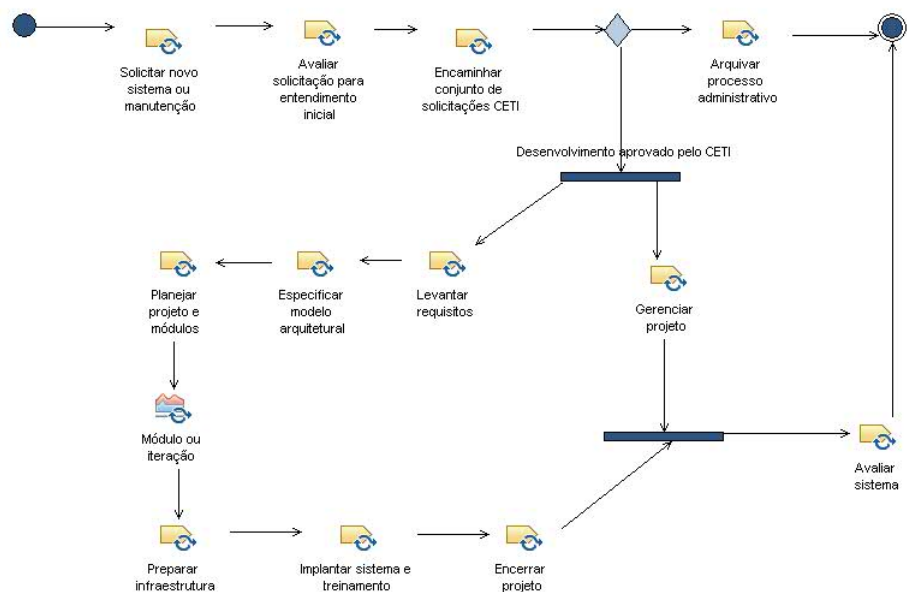 Solicitar novo
sistema ou
manutenção
Avaliar
solicitação para
entendimento
inicial
Encaminhar
conjunto de
solicitações CETI
Arquivar
processo
administrativo
Desenvolvimento aprovado pelo CETI
Planejar
projeto e
módulos
Especificar
modelo
arquitetural
Levantar
requisitos
Gerenciar
projeto
Módulo ou
iteração
Avaliar
sistema
Preparar
infraestrutura
Implantar sistema e
treinamento
Encerrar
projeto